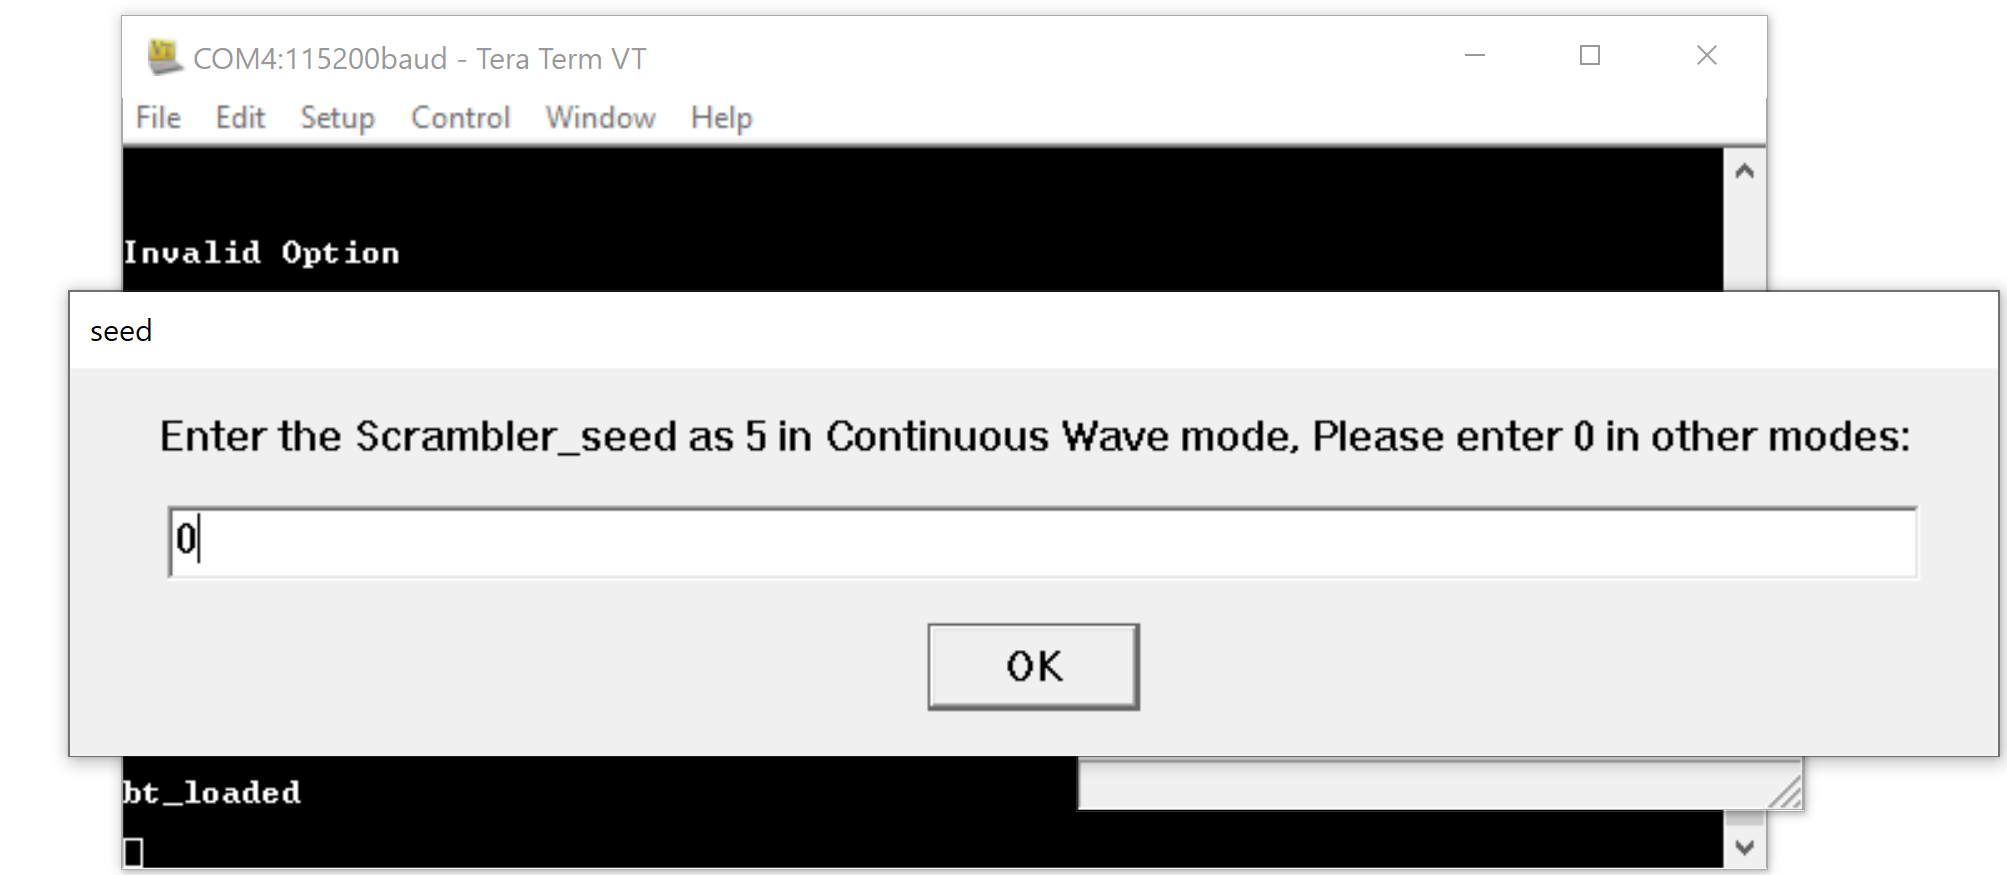 COM4:115200baud - Tera Term VT
File Edit Setup Control Window Help
Invalid Option
seed
Enter the Scrambler_seed as 5 in Continuous Wave mode, Please enter 0 in other modes:
0
OK
bt_loaded